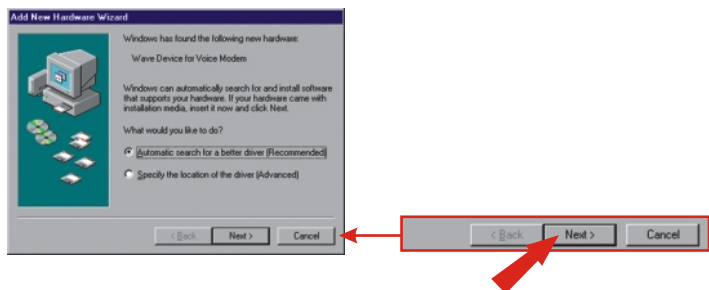 Add New Hardware Wizard
Windows has found the following new hardware:
Wave Device for Voice Modem
Windows can automatically search for and install software
that supports your hardware. If your hardware came with
installation media, insert it now and click Next.
What would you like to do?
Automatic search for a better driver (Recommended)
Specify the location of the driver (Advanced)
< Back Next > Cancel
< Back Next > Cancel